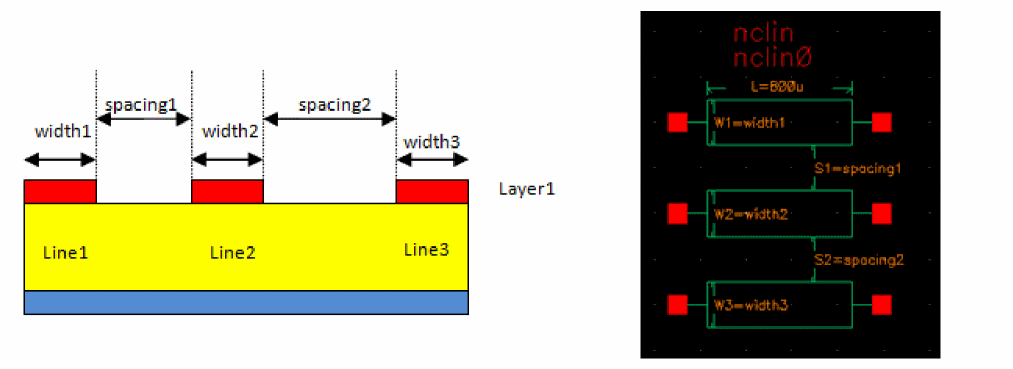 spacing1
spacing2
width1
width2
width3
Layer1
Line1
Line2
Line3
nclin
nclin0
L=800u
W1=width1
S1=spacing1
W2=width2
S2=spacing2
W3=width3